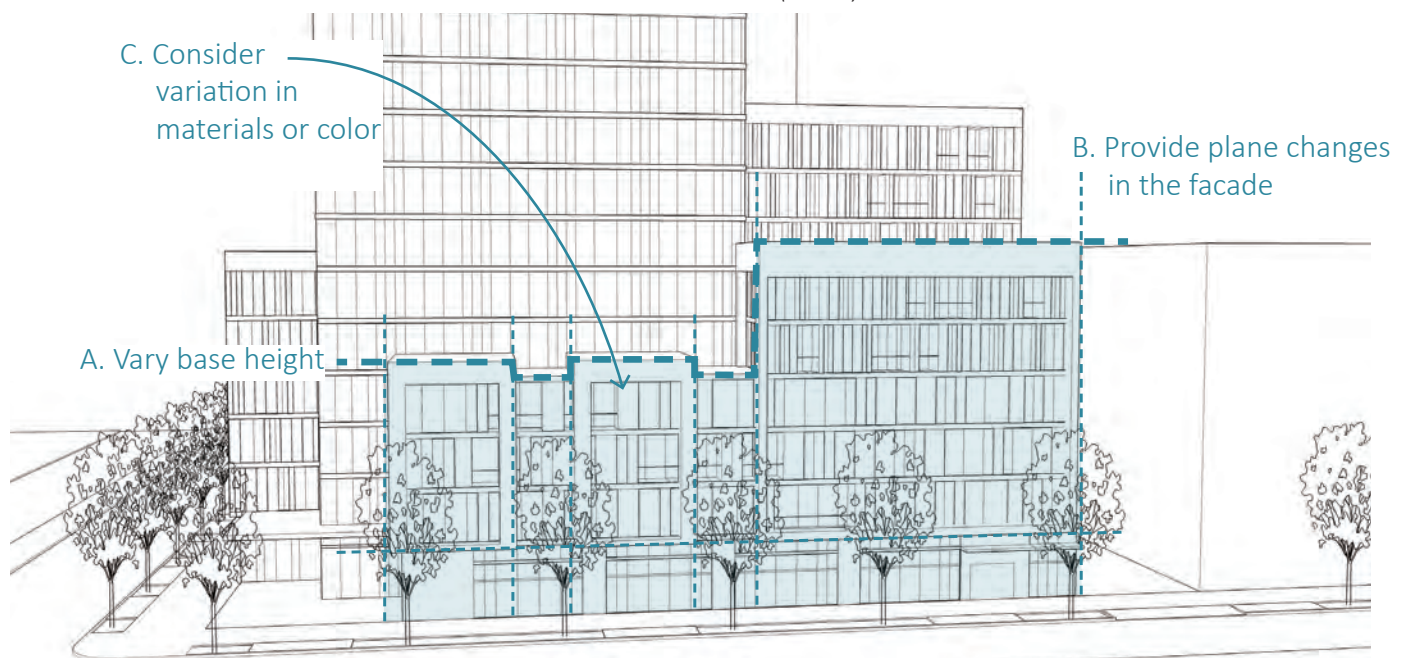 C. Consider
variation in
materials or color
B. Provide plane changes
in the facade
A. Vary base height